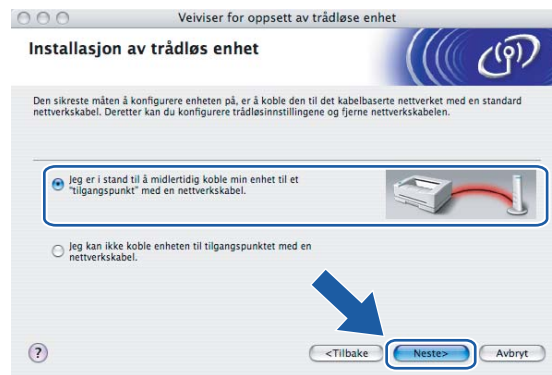 Veiviser for oppsett av trådløse enhet
Installasjon av trådløs enhet
Den sikreste måten å konfigurere enheten på, er å koble den til det kabelbaserte nettverket med en standard
nettverkskabel. Deretter kan du konfigurere trådløsinnstillingene og fjerne nettverkskabelen.
Jeg er i stand til å midlertidig koble min enhet til et
"tilgangspunkt" med en nettverkskabel.
Jeg kan ikke koble enheten til tilgangspunktet med en
nettverkskabel.
?
<Tilbake
Neste>
Avbryt